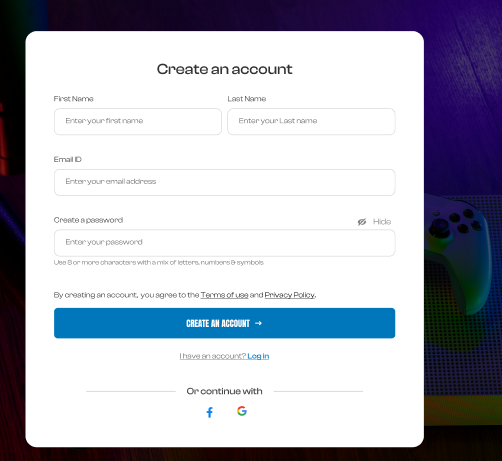 Create an account
First Name
Last Name
Enter your first name
Enter your Last name
Email ID
Enter your email address
Create a password
Hide
Enter your password
Use 8 or more characters with a mix of letters, numbers & symbols
By creating an account, you agree to the Terms of use and Privacy Policy.
CREATE AN ACCOUNT →
I have an account? Log in
Or continue with